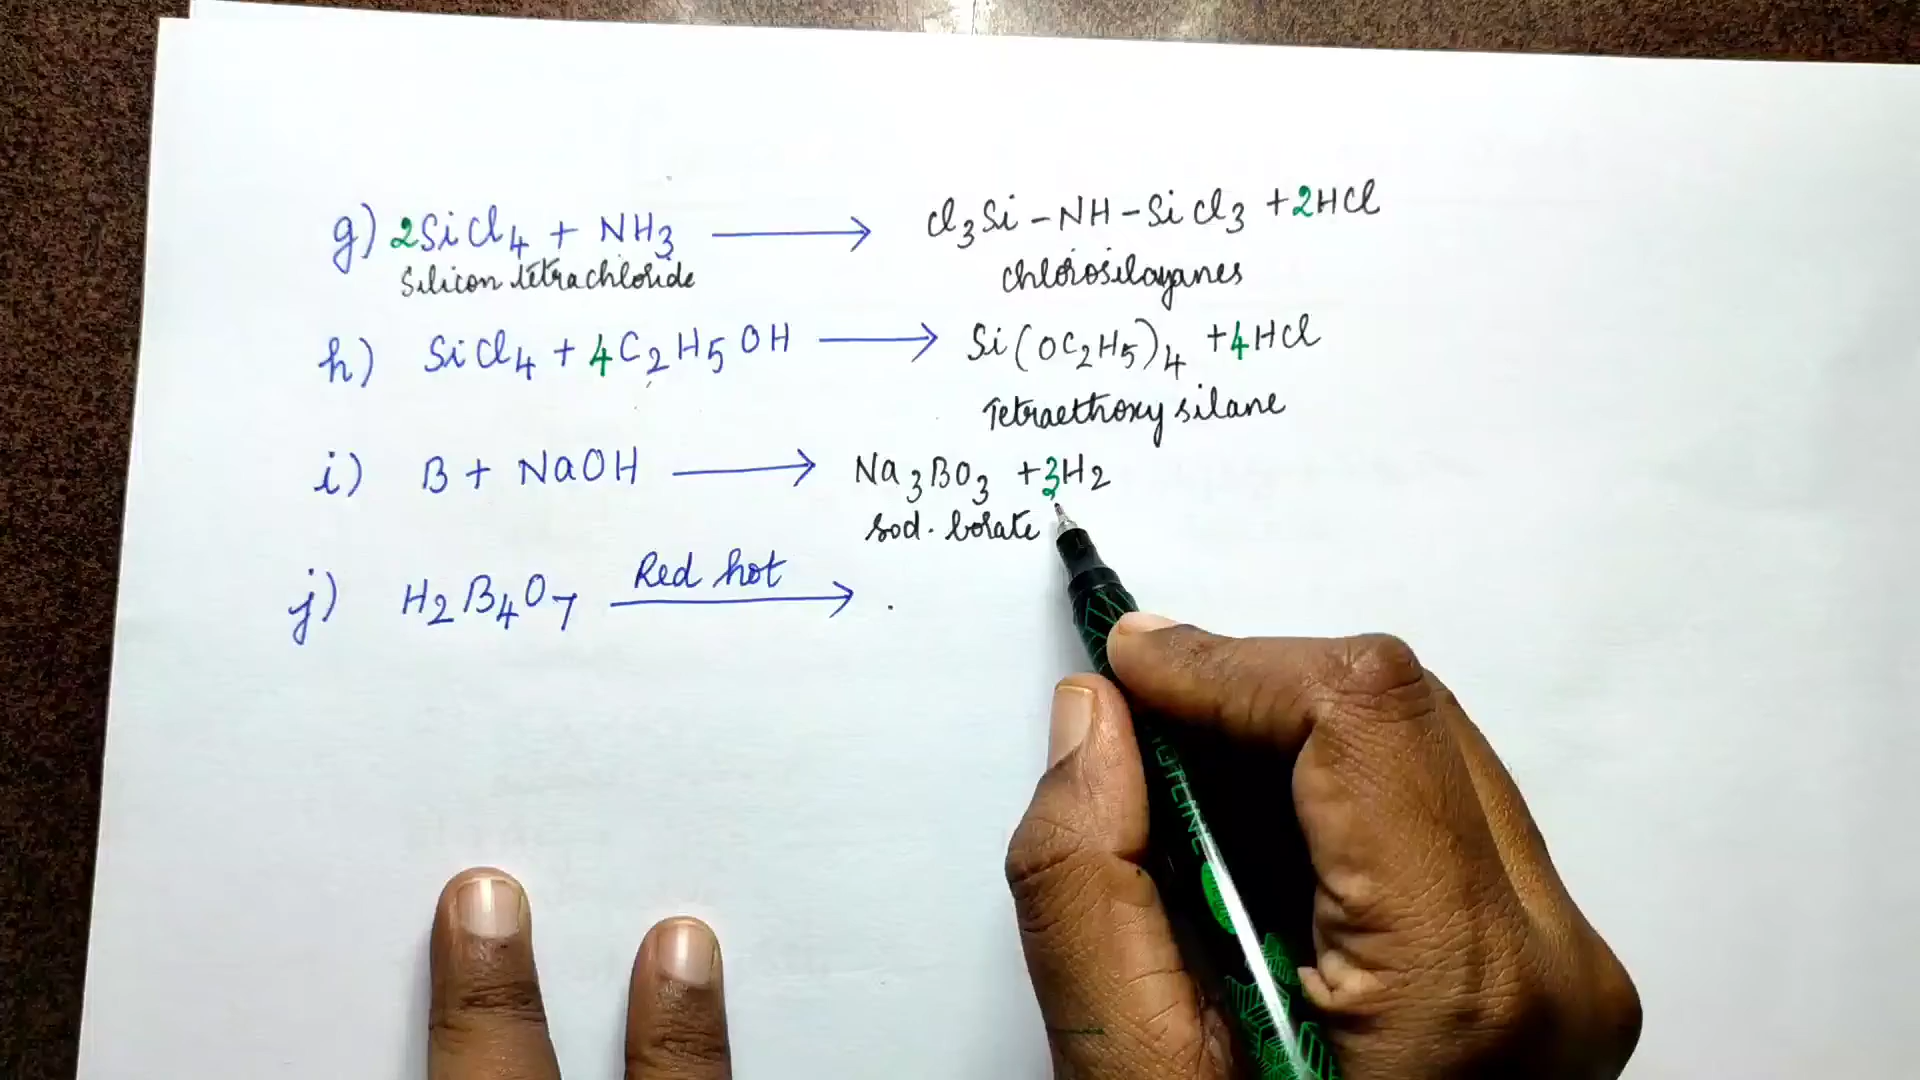 g) 2SiCl4 + NH3 ⟶ Cl3Si-NH-SiCl3 + 2HCl
Silicon tetrachloride chlorosilazanes
h) SiCl4 + 4C2H5OH ⟶ Si(OC2H5)4 + 4HCl
Tetraethoxy silane
i) B + NaOH ⟶ Na3BO3 + 3H2
sod. borate
j) H2B4O7 Red hot ⟶ .